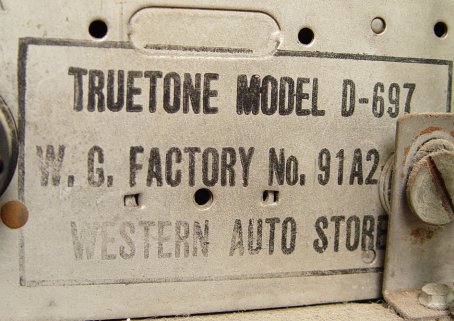 TRUETONE MODEL D-697
W. G. FACTORY No. 91A2
WESTERN AUTO STORE